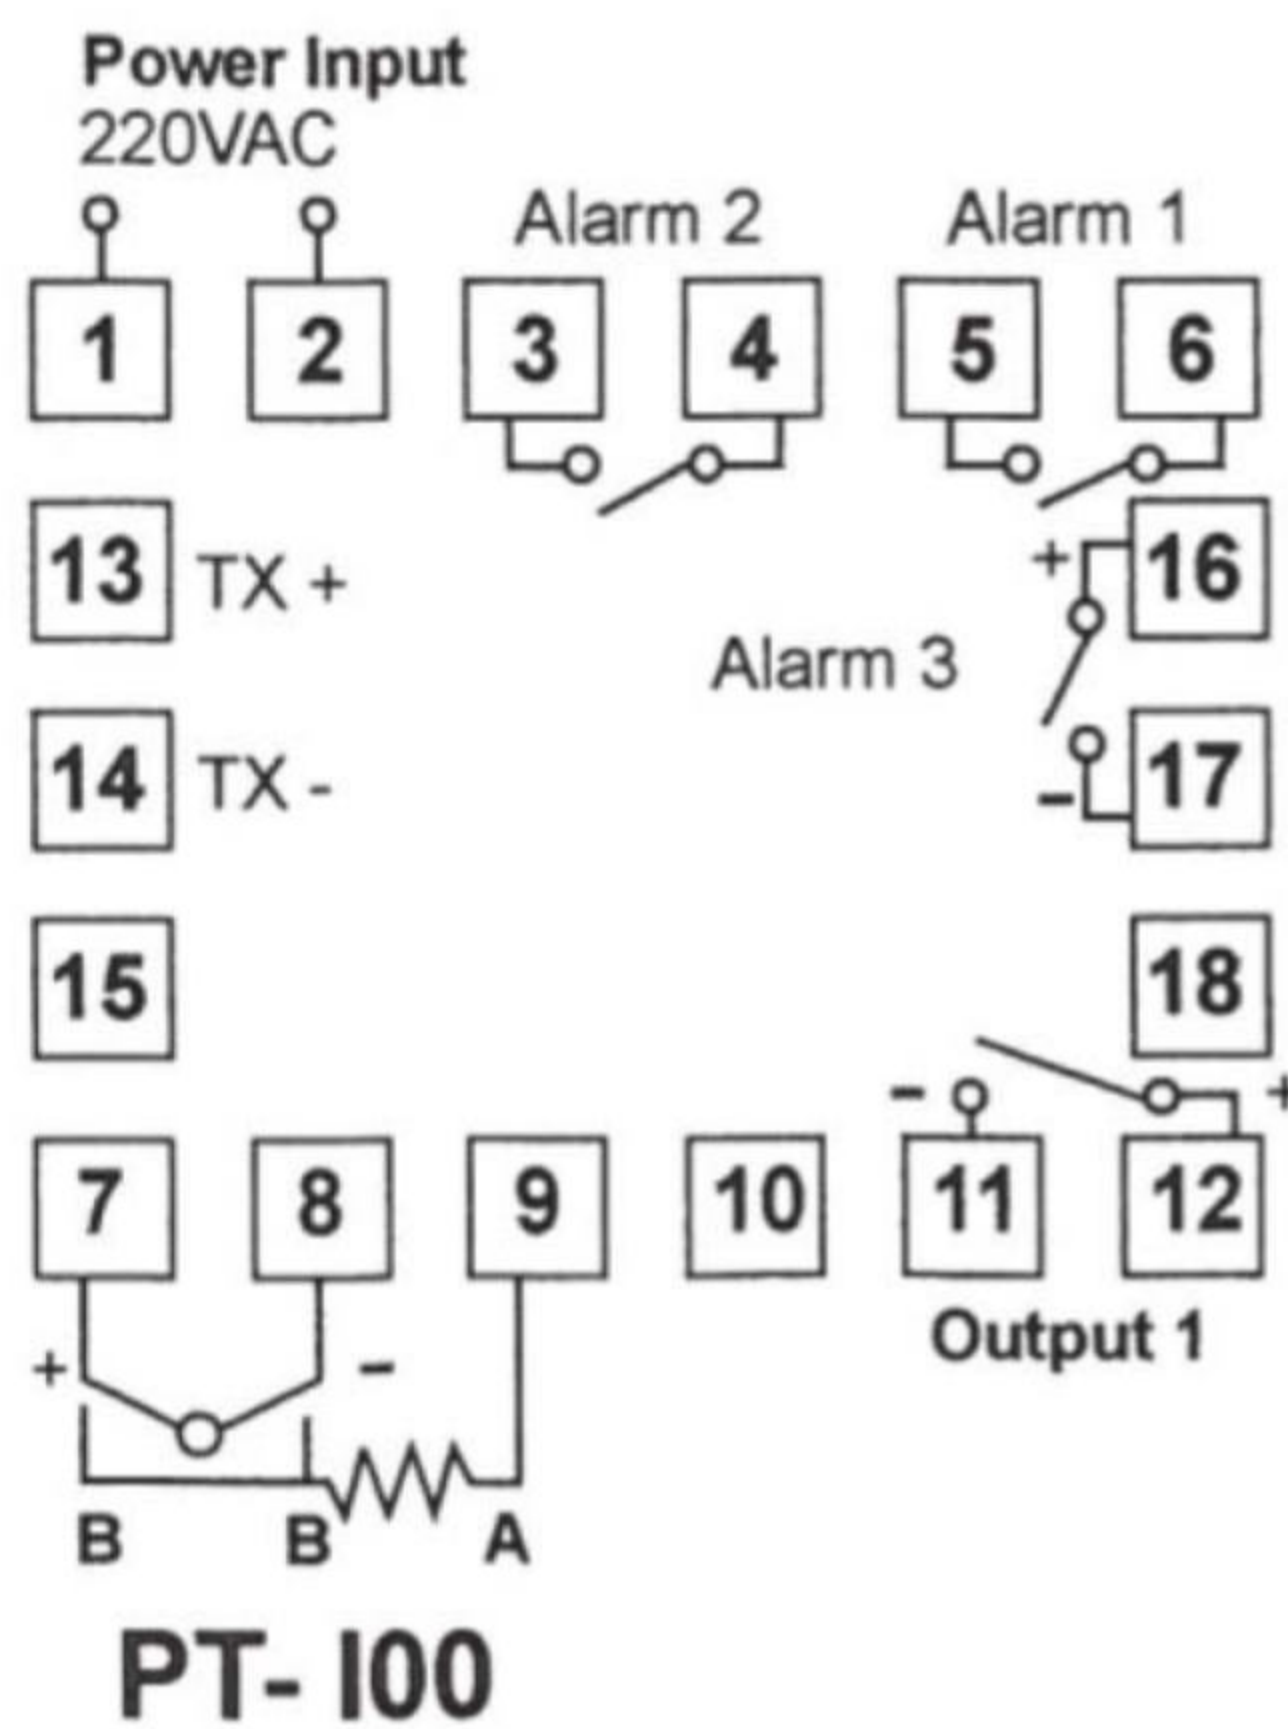 Power Input
220VAC
Alarm 2
Alarm 1
1
2
3
4
5
6
13
TX +
+
16
Alarm 3
14
TX -
-
17
15
18
-
+
7
8
9
10
11
12
Output 1
+
-
B
B
A
PT- I00